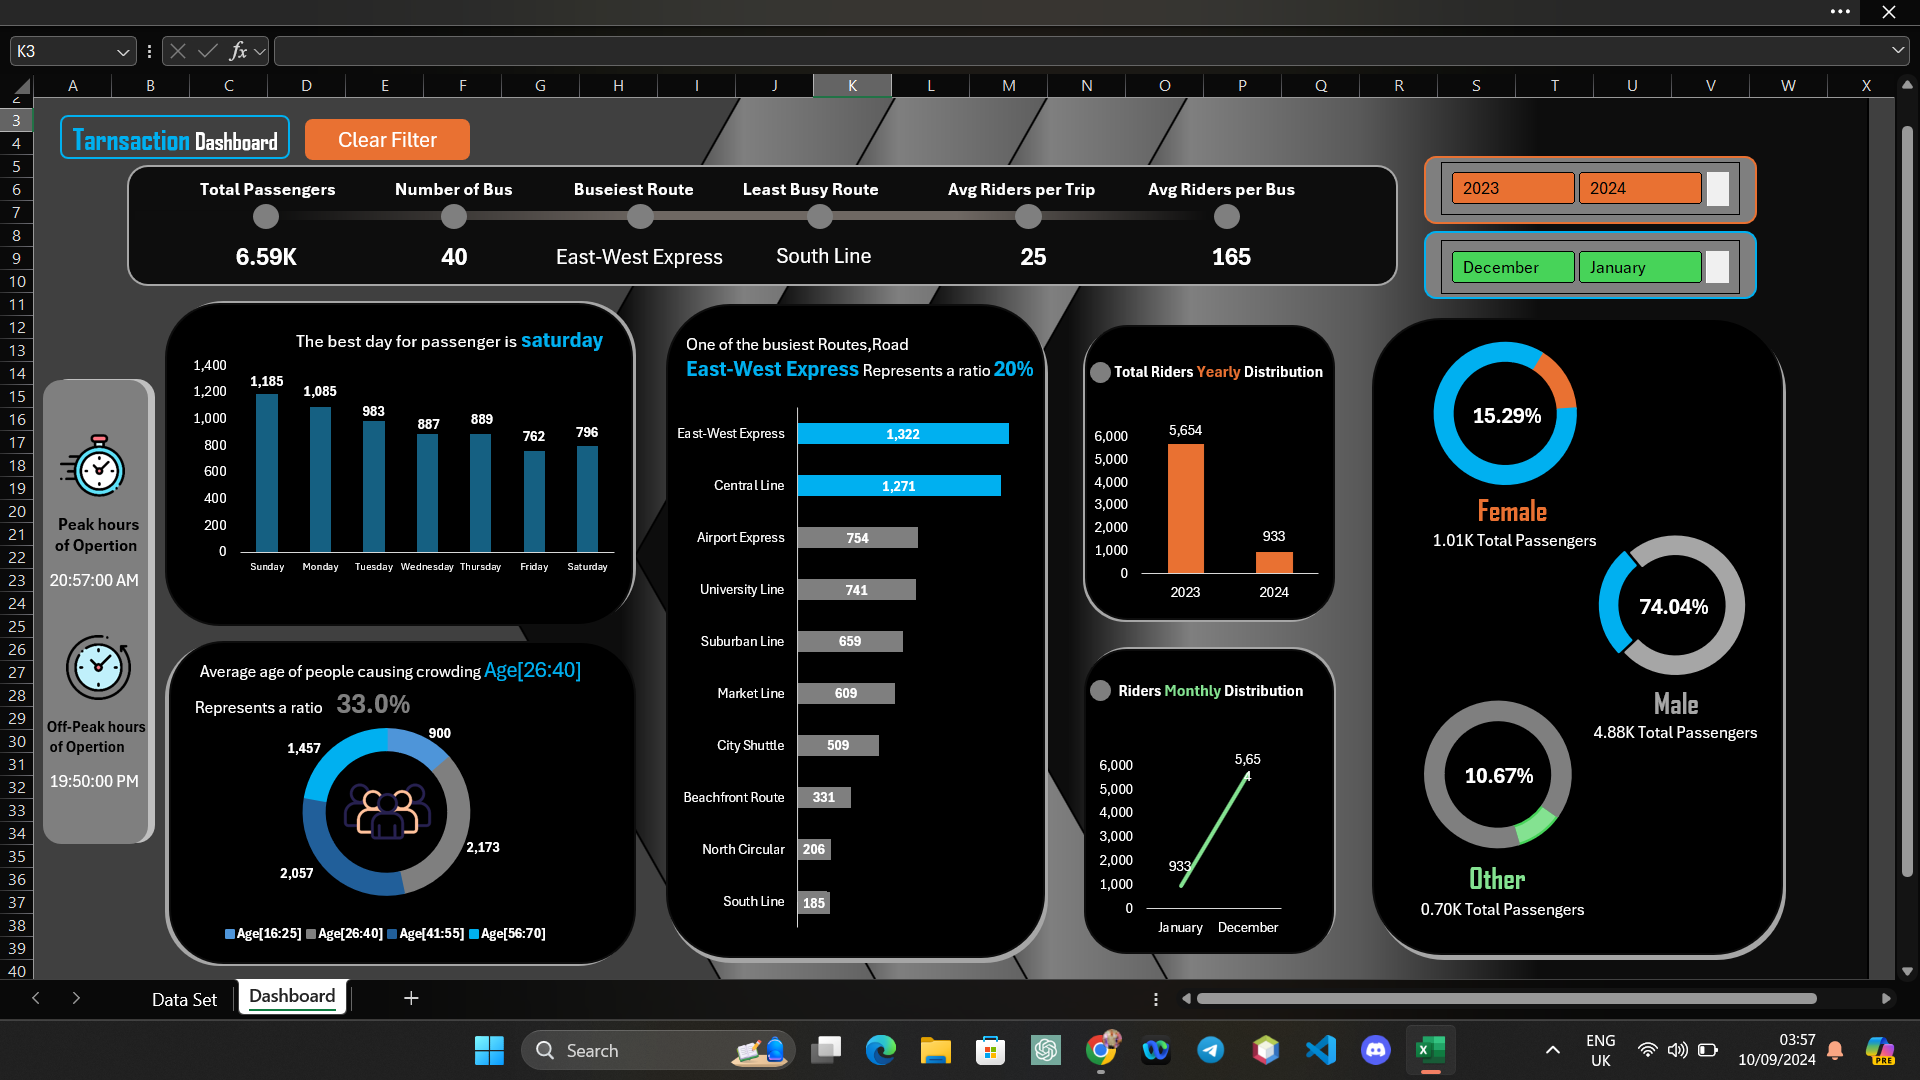 K3
fx
A B C D E F G H I J K L M N O P Q R S T U V W X
2
3
4
5
6
7
8
9
10
11
12
13
14
15
16
17
18
19
20
21
22
23
24
25
26
27
28
29
30
31
32
33
34
35
36
37
38
39
40
Tarnsaction Dashboard
Clear Filter
Total Passengers
6.59K
Number of Bus
40
Buseiest Route
East-West Express
Least Busy Route
South Line
Avg Riders per Trip
25
Avg Riders per Bus
165
2023 2024
December January
Peak hours
of Opertion
20:57:00 AM
Off-Peak hours
of Opertion
19:50:00 PM
The best day for passenger is saturday
1,400
1,200
1,000
800
600
400
200
0
1,185 1,085 983 887 889 762 796
Sunday Monday Tuesday Wednesday Thursday Friday Saturday
Average age of people causing crowding Age[26:40]
Represents a ratio 33.0%
900
2,173
2,057
1,457
Age[16:25] Age[26:40] Age[41:55] Age[56:70]
One of the busiest Routes,Road
East-West Express Represents a ratio 20%
East-West Express 1,322
Central Line 1,271
Airport Express 754
University Line 741
Suburban Line 659
Market Line 609
City Shuttle 509
Beachfront Route 331
North Circular 206
South Line 185
Total Riders Yearly Distribution
6,000
5,000
4,000
3,000
2,000
1,000
0
5,654
933
2023 2024
Riders Monthly Distribution
6,000
5,000
4,000
3,000
2,000
1,000
0
933
5,65
4
January December
15.29%
Female
1.01K Total Passengers
74.04%
Male
4.88K Total Passengers
10.67%
Other
0.70K Total Passengers
Data Set Dashboard
Search
ENG
UK
03:57
10/09/2024
PRE